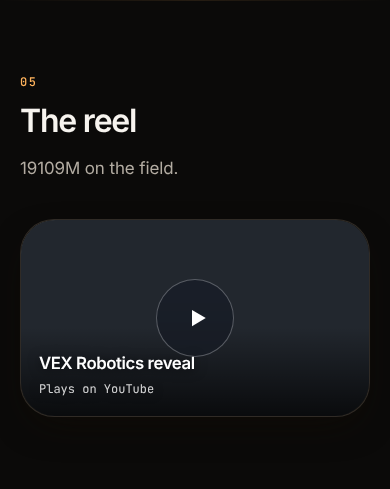 05
The reel
19109M on the field.
VEX Robotics reveal
Plays on YouTube